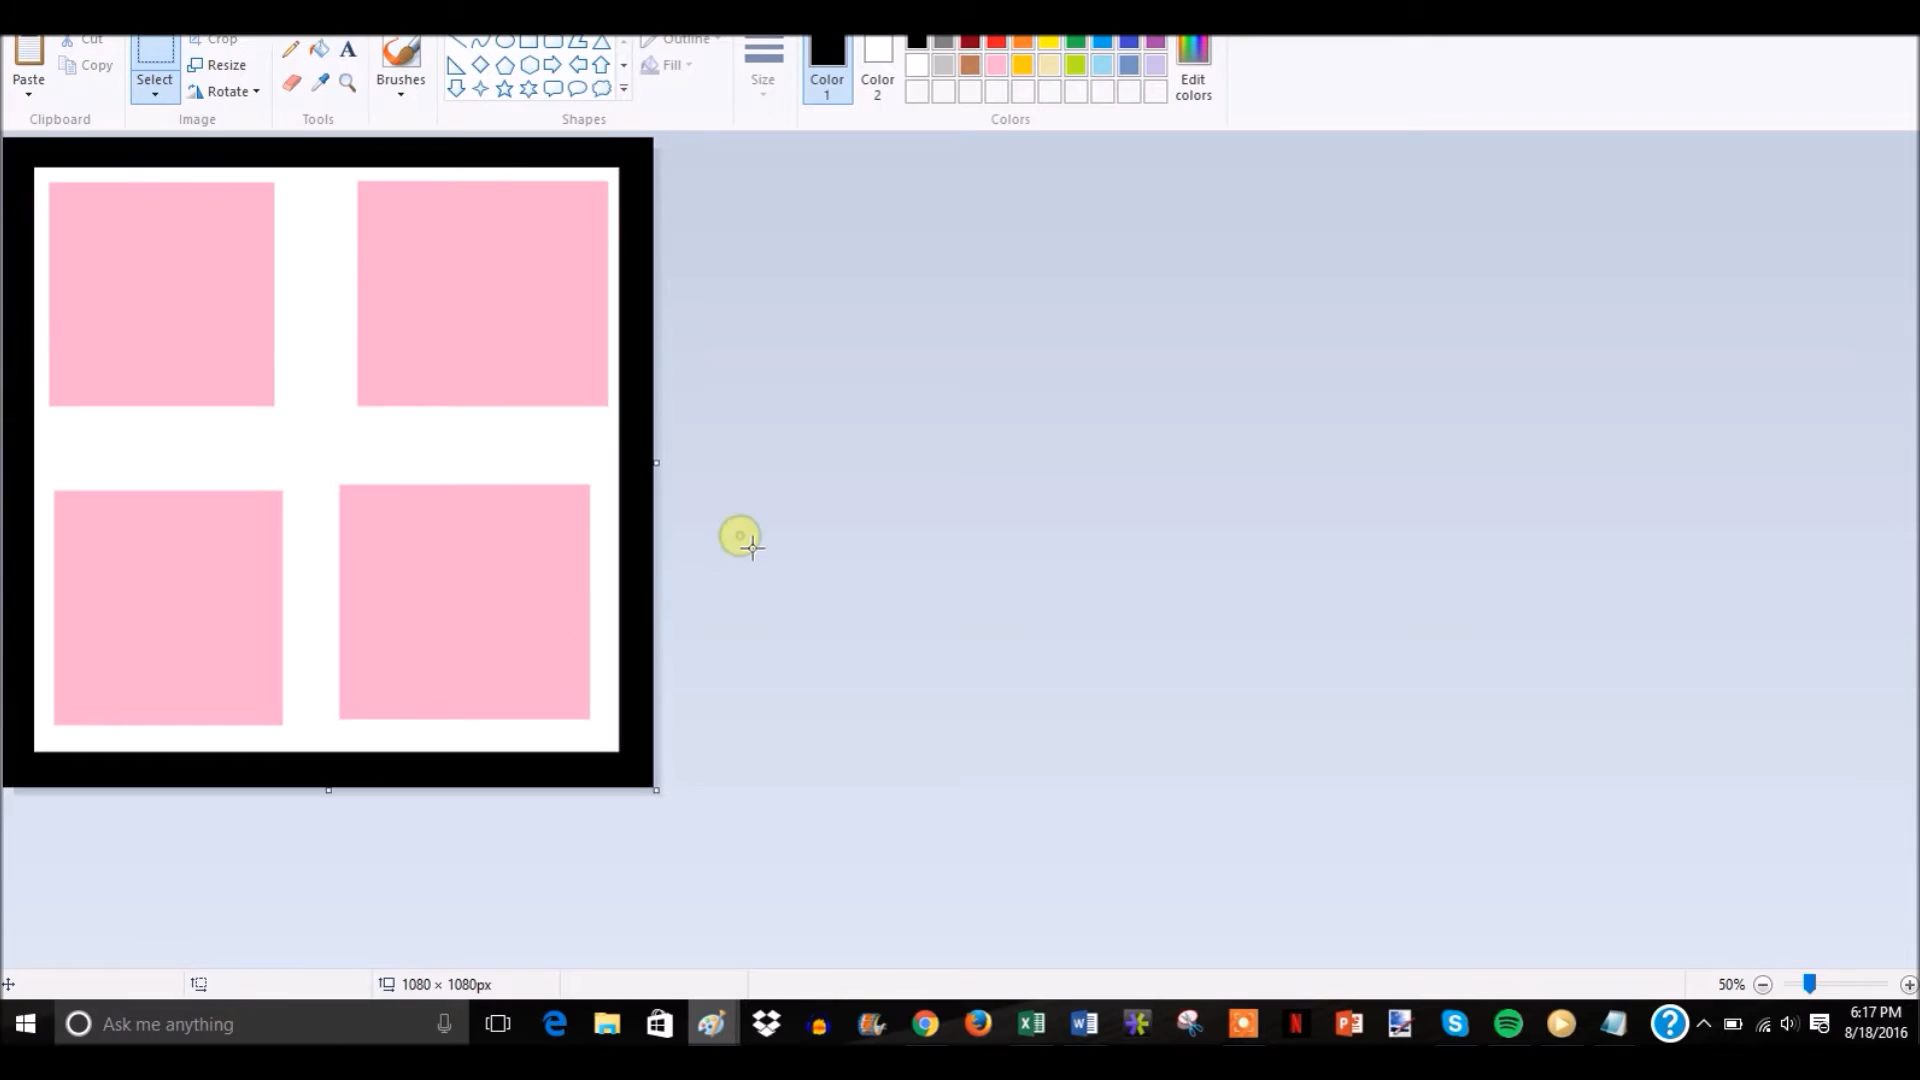 Cut
Crop
Outline
Paste
Copy
Select
Resize
Rotate
A
Brushes
Fill
Size
Color
1
Color
2
Edit
colors
Clipboard
Image
Tools
Shapes
Colors
1080 × 1080px
50%
Ask me anything
6:17 PM
8/18/2016